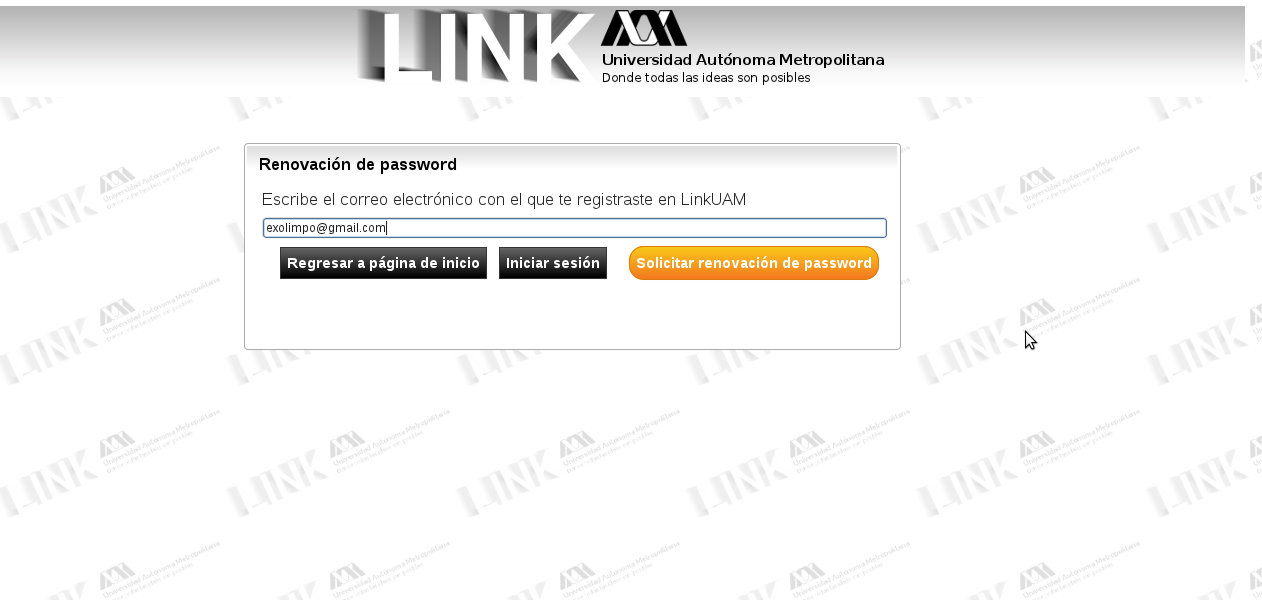 LINK
Universidad Autónoma Metropolitana
Donde todas las ideas son posibles
Renovación de password
Escribe el correo electrónico con el que te registraste en LinkUAM
exolimpo@gmail.com
Regresar a página de inicio Iniciar sesión Solicitar renovación de password